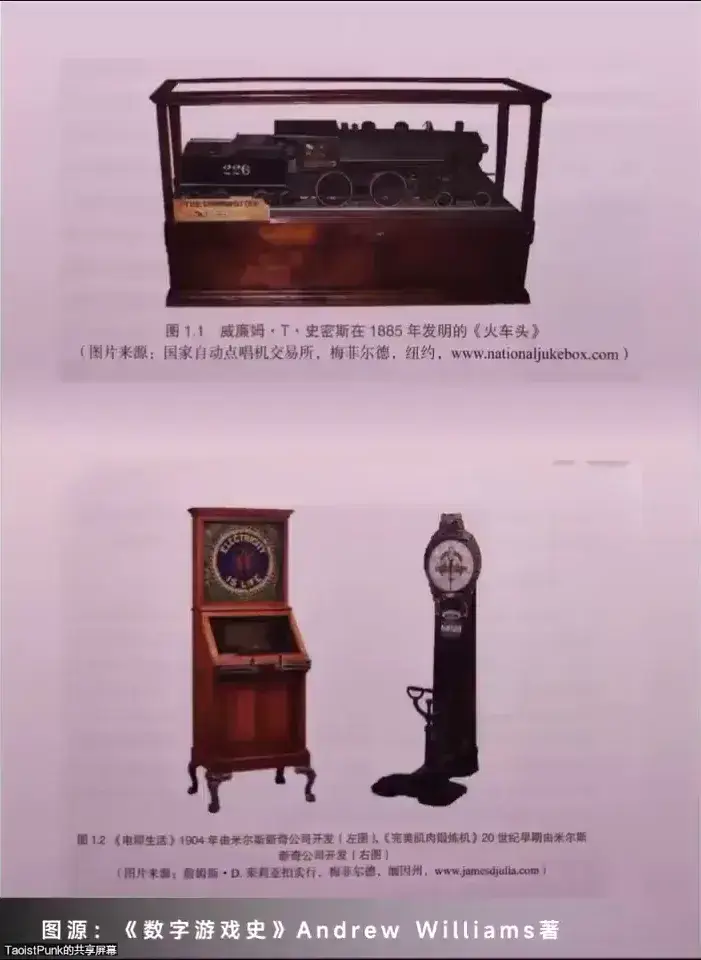 226
图 1.1 威廉姆·T·史密斯在 1885 年发明的《火车头》
（图片来源：国家自动点唱机交易所，梅菲尔德，纽约，www.nationaljukebox.com）
ELECTRICITY
IS LIFE
图 1.2 《电即生活》1904 年由米尔斯新奇公司开发（左图），《完美肌肉锻炼机》20 世纪早期由米尔斯
新奇公司开发（右图）
（图片来源：詹姆斯·D. 茱莉亚拍卖行，梅菲尔德，缅因州，www.jamesdjulia.com）
图源：《数字游戏史》Andrew Williams著
TaoistPunk的共享屏幕